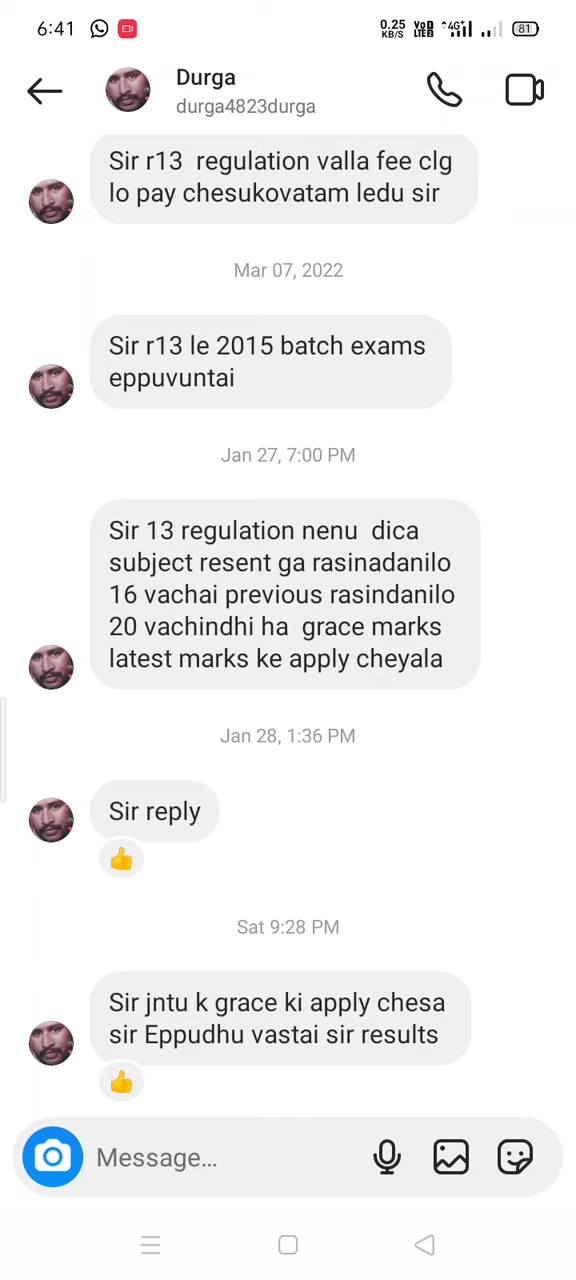 6:41
0.25 KB/S VoD LTED 4G+ 81
Durga
durga4823durga
Sir r13 regulation valla fee clg
lo pay chesukovatam ledu sir
Mar 07, 2022
Sir r13 le 2015 batch exams
eppuvuntai
Jan 27, 7:00 PM
Sir 13 regulation nenu dica
subject resent ga rasinadanilo
16 vachai previous rasindanilo
20 vachindhi ha grace marks
latest marks ke apply cheyala
Jan 28, 1:36 PM
Sir reply
Sat 9:28 PM
Sir jntu k grace ki apply chesa
sir Eppudhu vastai sir results
Message...